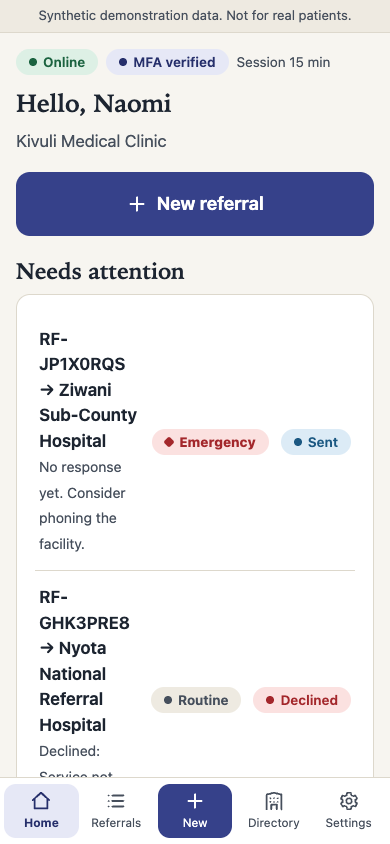 Synthetic demonstration data. Not for real patients.
Online
MFA verified
Session 15 min
Hello, Naomi
Kivuli Medical Clinic
+ New referral
Needs attention
RF-
JP1X0RQS
→ Ziwani
Sub-County
Hospital
Emergency
Sent
No response
yet. Consider
phoning the
facility.
RF-
GHK3PRE8
→ Nyota
National
Referral
Hospital
Routine
Declined
Declined:
Service not
Home
Referrals
New
Directory
Settings